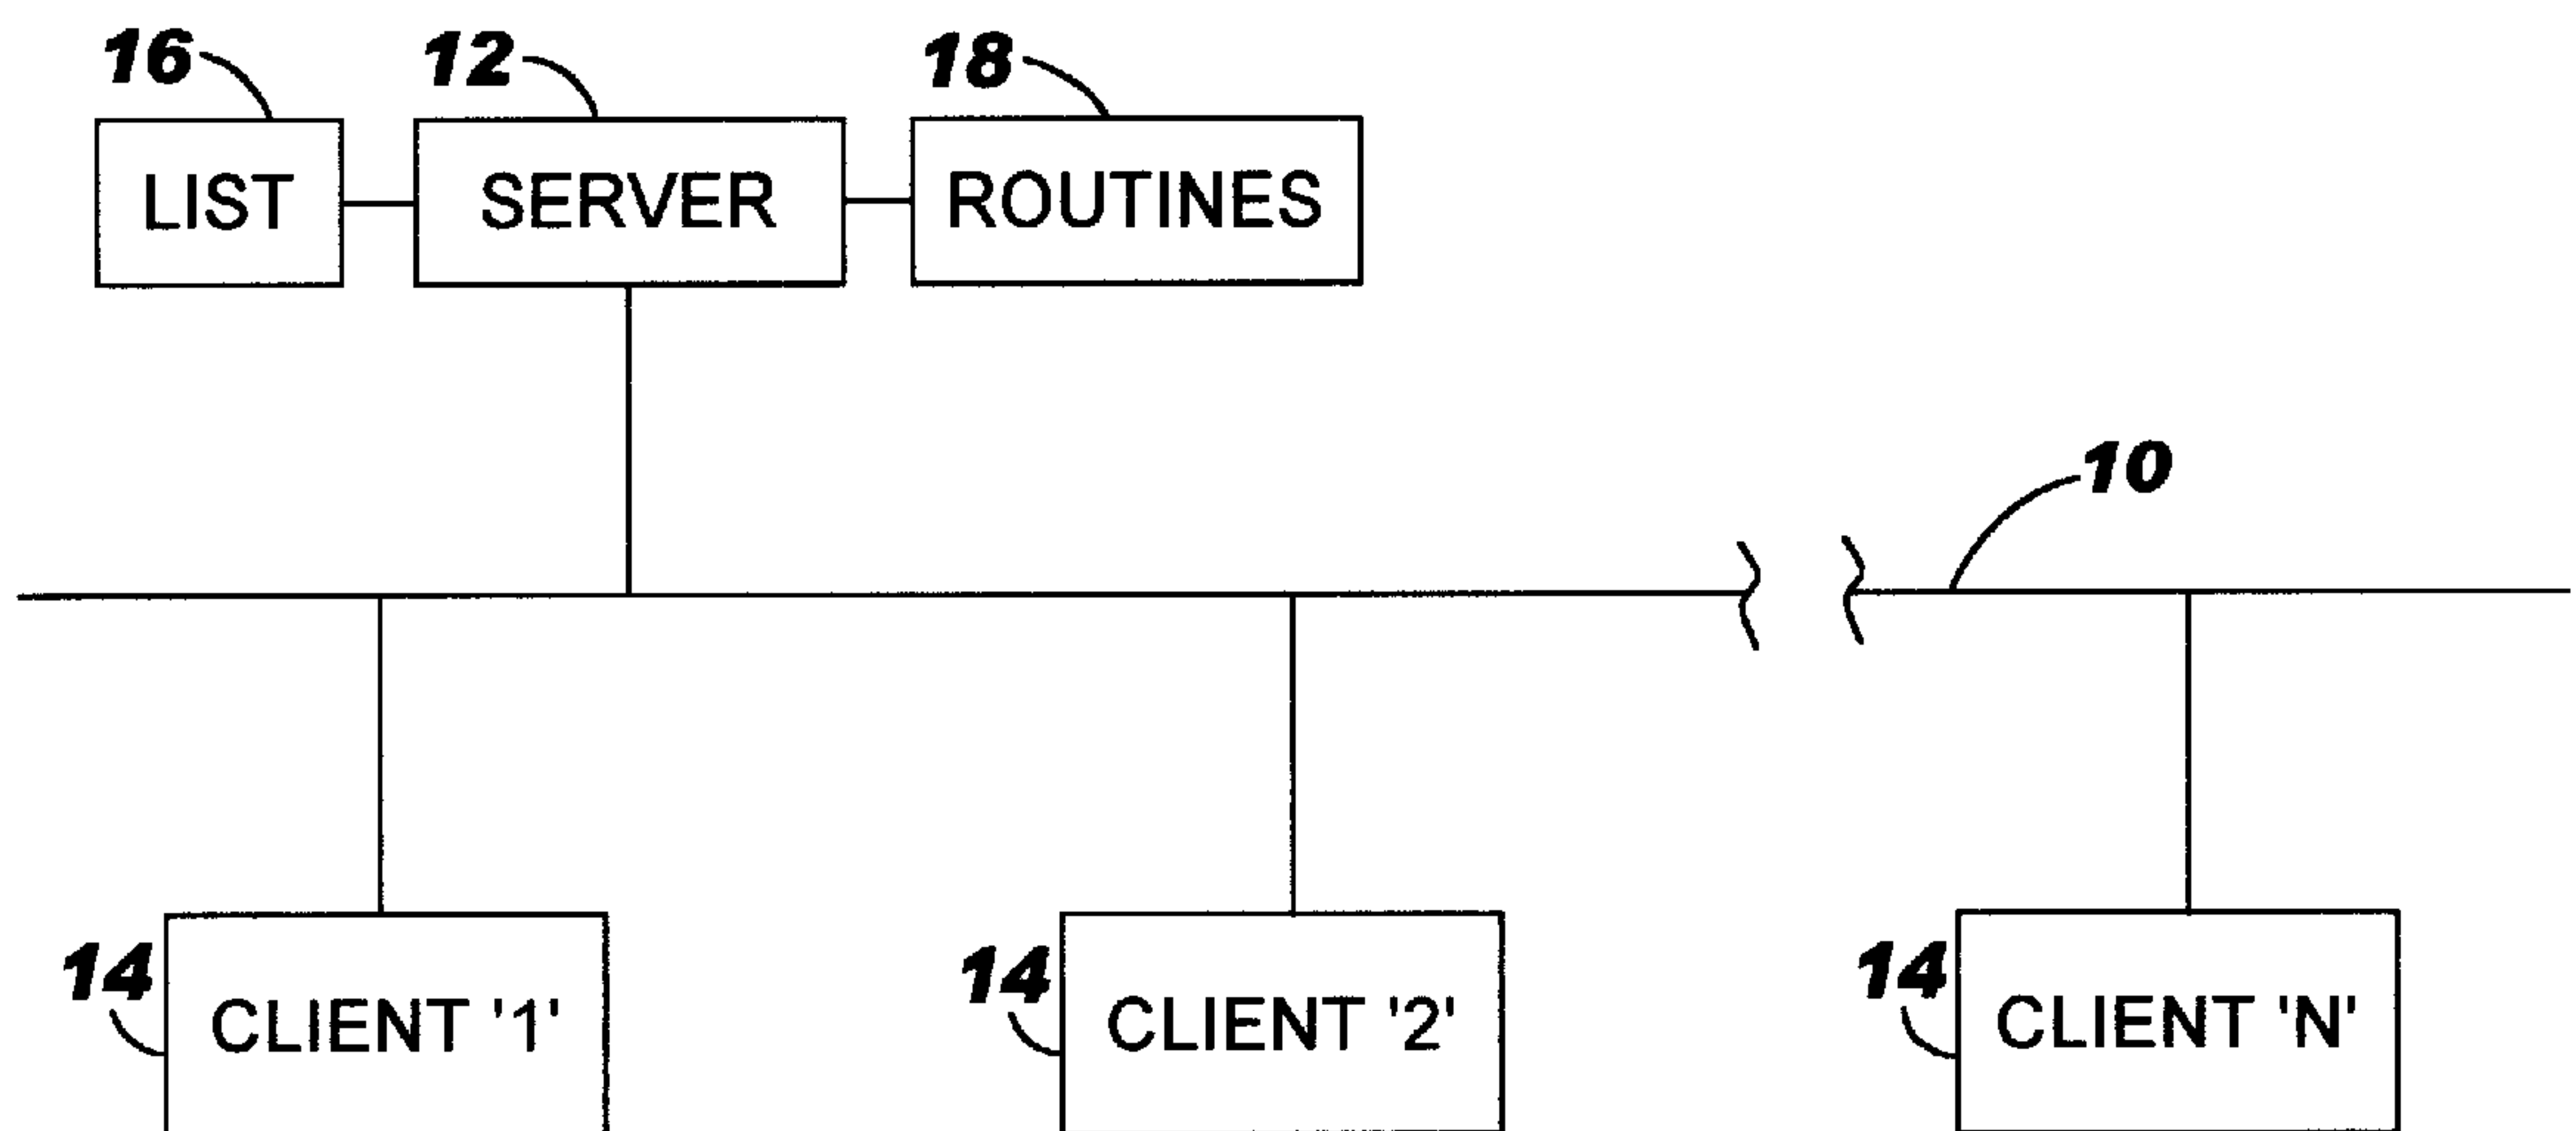 16 12 18
LIST SERVER ROUTINES
10
14 14 14
CLIENT '1' CLIENT '2' CLIENT 'N'